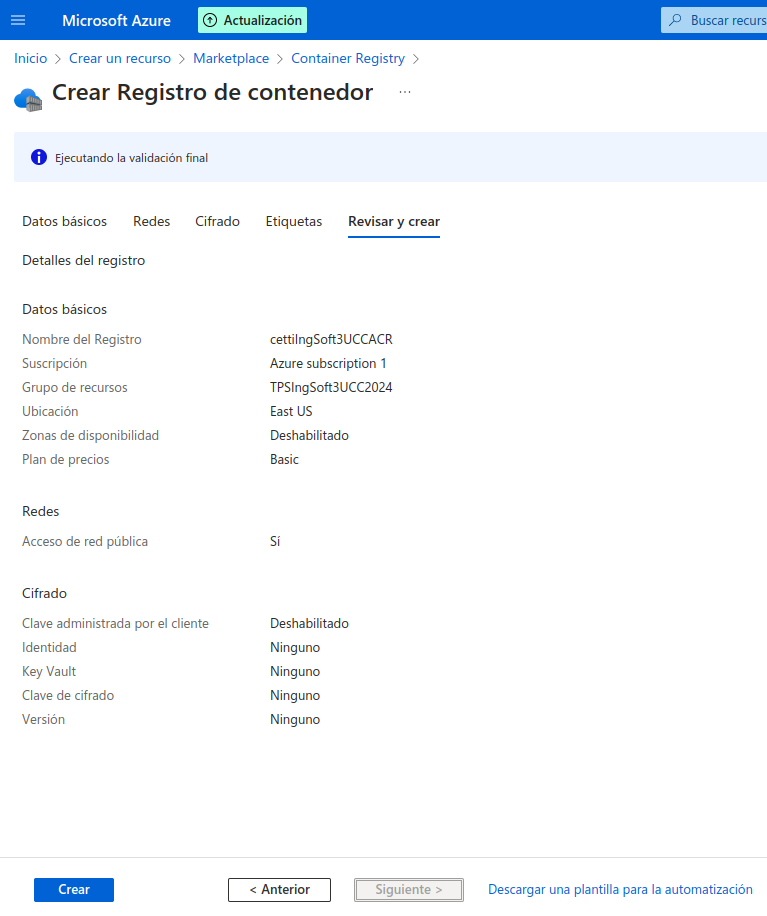 Microsoft Azure
Actualización
Buscar recurs
Inicio > Crear un recurso > Marketplace > Container Registry >
Crear Registro de contenedor ...
Ejecutando la validación final
Datos básicos Redes Cifrado Etiquetas Revisar y crear
Detalles del registro
Datos básicos
Nombre del Registro cettiIngSoft3UCCACR
Suscripción Azure subscription 1
Grupo de recursos TPSIngSoft3UCC2024
Ubicación East US
Zonas de disponibilidad Deshabilitado
Plan de precios Basic
Redes
Acceso de red pública Sí
Cifrado
Clave administrada por el cliente Deshabilitado
Identidad Ninguno
Key Vault Ninguno
Clave de cifrado Ninguno
Versión Ninguno
Crear < Anterior Siguiente > Descargar una plantilla para la automatización